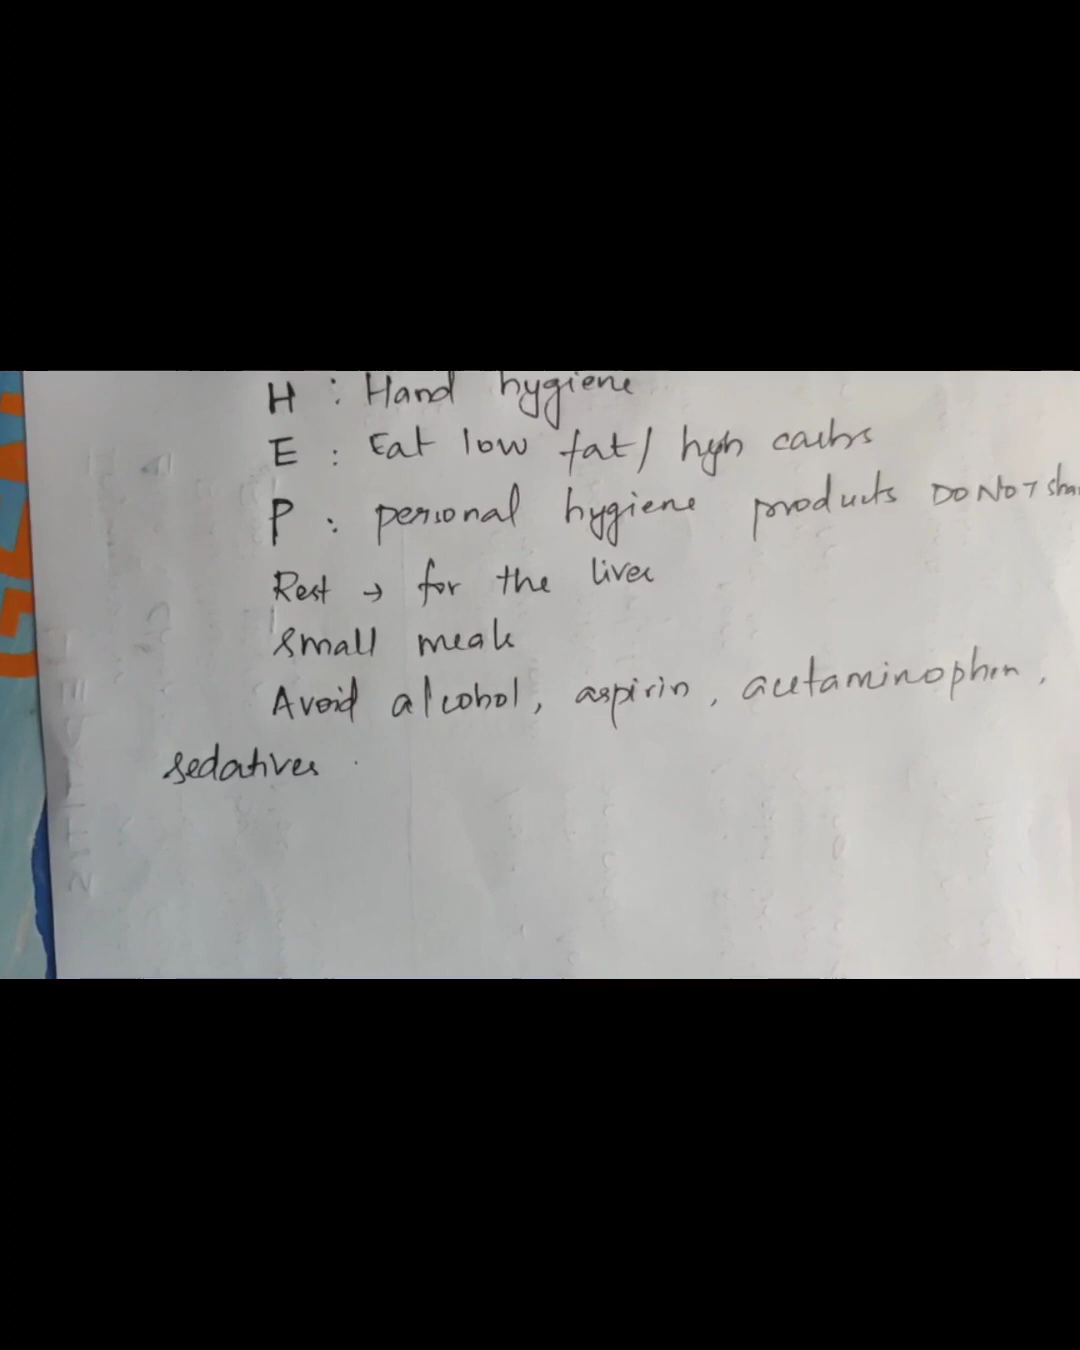 H : Hand hygiene
E : Eat low fat/ high carbs
P : personal hygiene products DO NOT
Rest → for the liver
Small meals
Avoid alcohol, aspirin, acetaminophen,
sedatives.